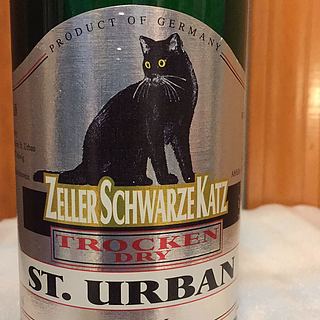 PRODUCT OF GERMANY
ZELLER SCHWARZE KATZ
TROCKEN
DRY
ST. URBAN